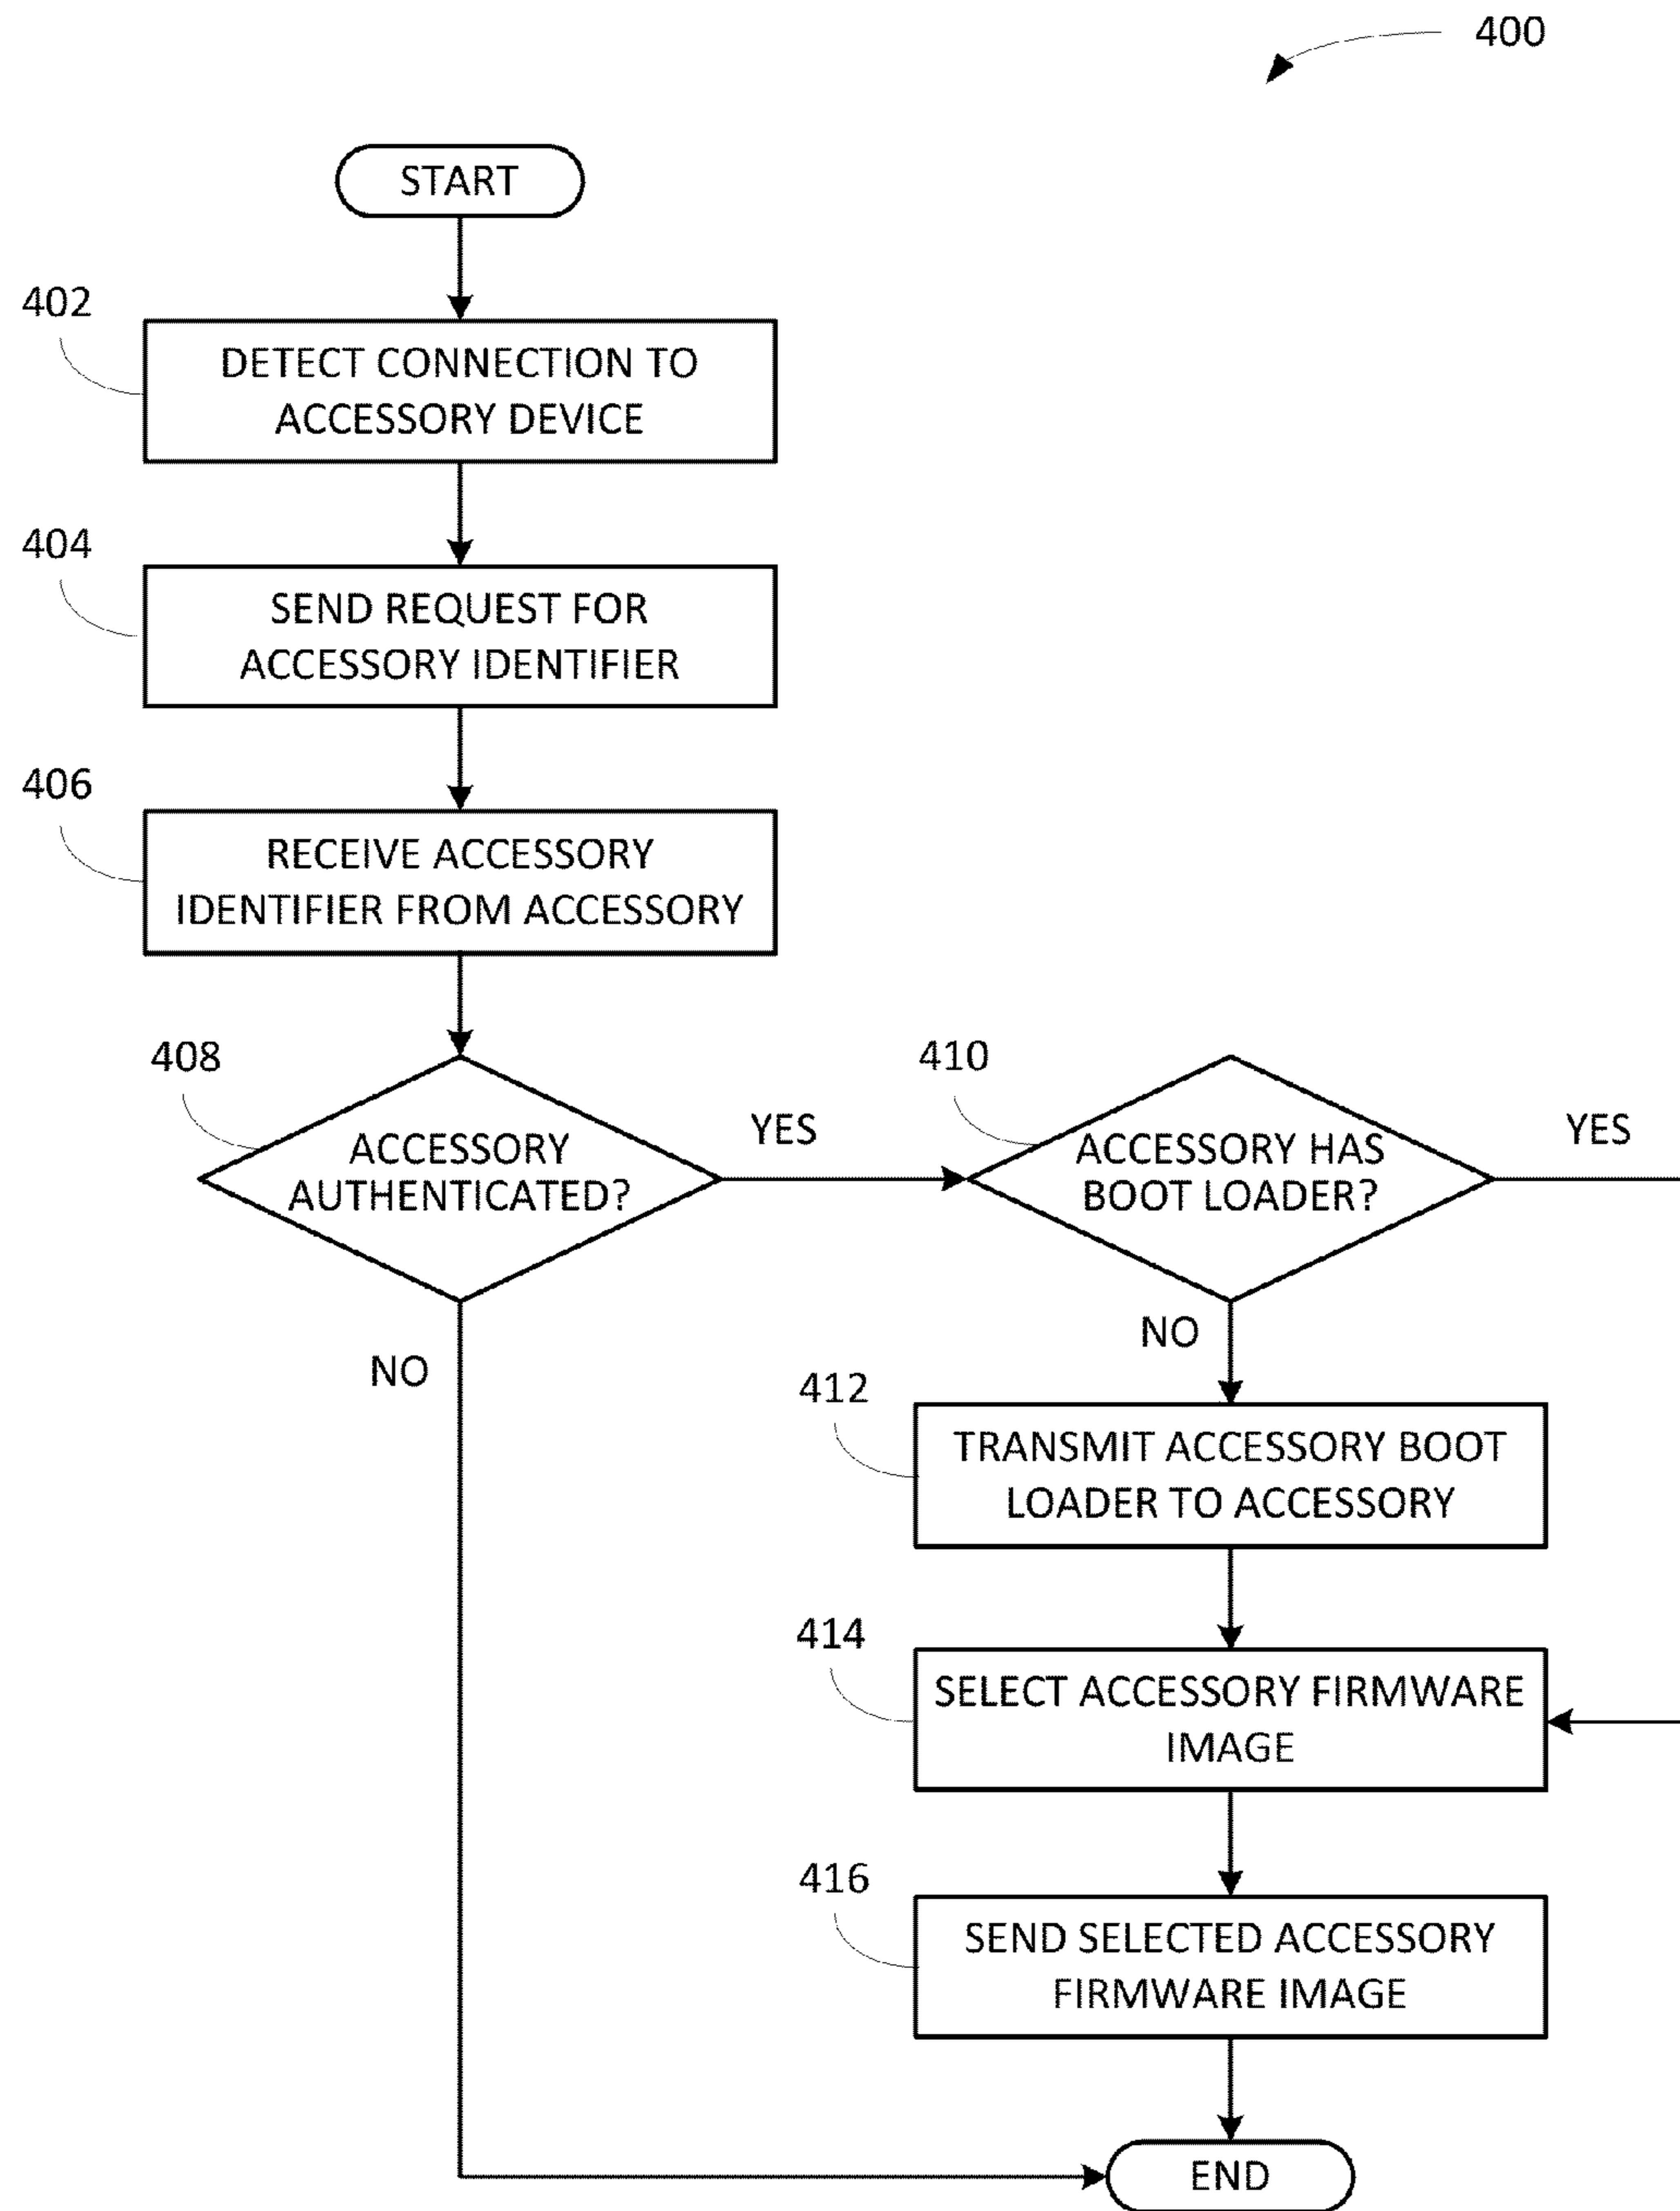 400
START
402
DETECT CONNECTION TO
ACCESSORY DEVICE
404
SEND REQUEST FOR
ACCESSORY IDENTIFIER
406
RECEIVE ACCESSORY
IDENTIFIER FROM ACCESSORY
408
ACCESSORY
AUTHENTICATED?
YES
NO
410
ACCESSORY HAS
BOOT LOADER?
YES
NO
412
TRANSMIT ACCESSORY BOOT
LOADER TO ACCESSORY
414
SELECT ACCESSORY FIRMWARE
IMAGE
416
SEND SELECTED ACCESSORY
FIRMWARE IMAGE
END